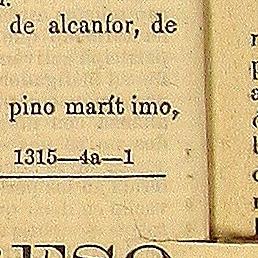 de alcanfor, de
pino marít imo,
1315—4a—1